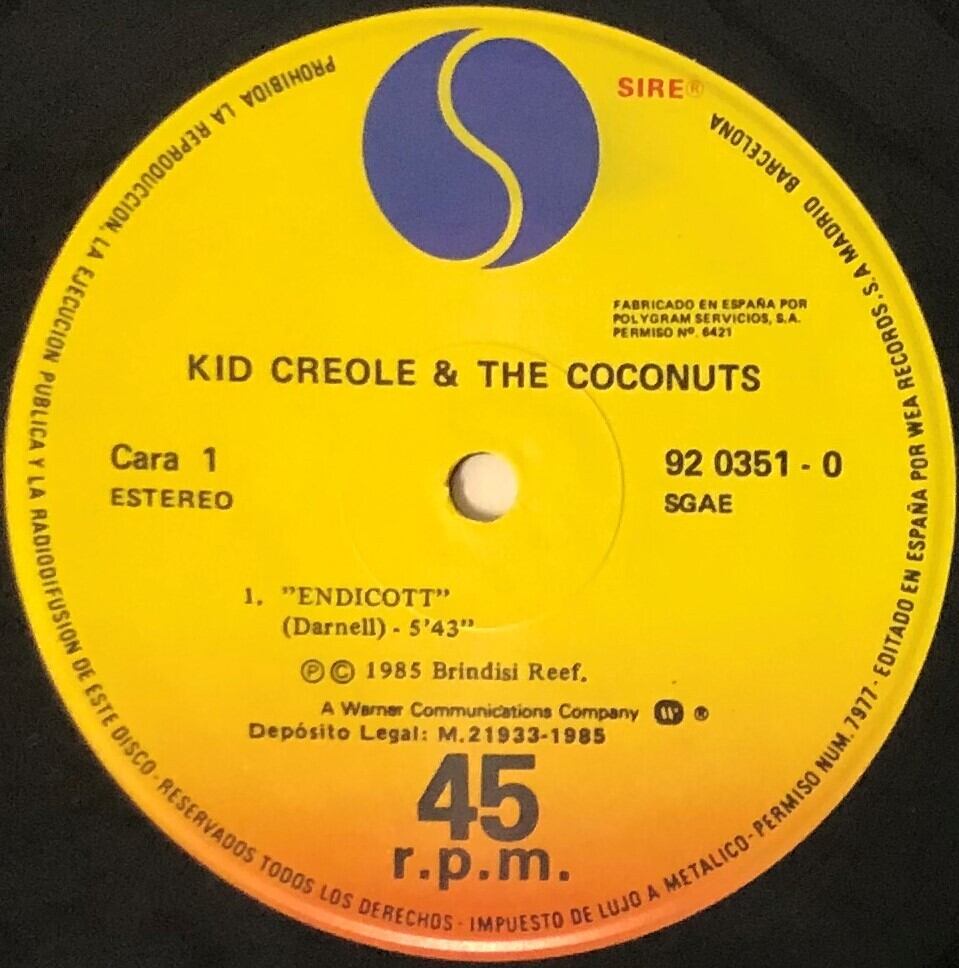 SIRE®
FABRICADO EN ESPAÑA POR
POLYGRAM SERVICIOS, S.A.
PERMISO Nº. 6421
KID CREOLE & THE COCONUTS
Cara 1
ESTEREO
92 0351 - 0
SGAE
1. "ENDICOTT"
(Darnell) - 5'43"
℗© 1985 Brindisi Reef.
A Warner Communications Company ®
Depósito Legal: M.21933-1985
45
r.p.m.
PROHIBIDA LA REPRODUCCION, LA EJECUCION PUBLICA Y LA RADIODIFUSION DE ESTE DISCO - RESERVADOS TODOS LOS DERECHOS - IMPUESTO DE LUJO A METALICO - PERMISO NUM. 7977 - EDITADO EN ESPAÑA POR WEA RECORDS, S.A MADRID BARCELONA